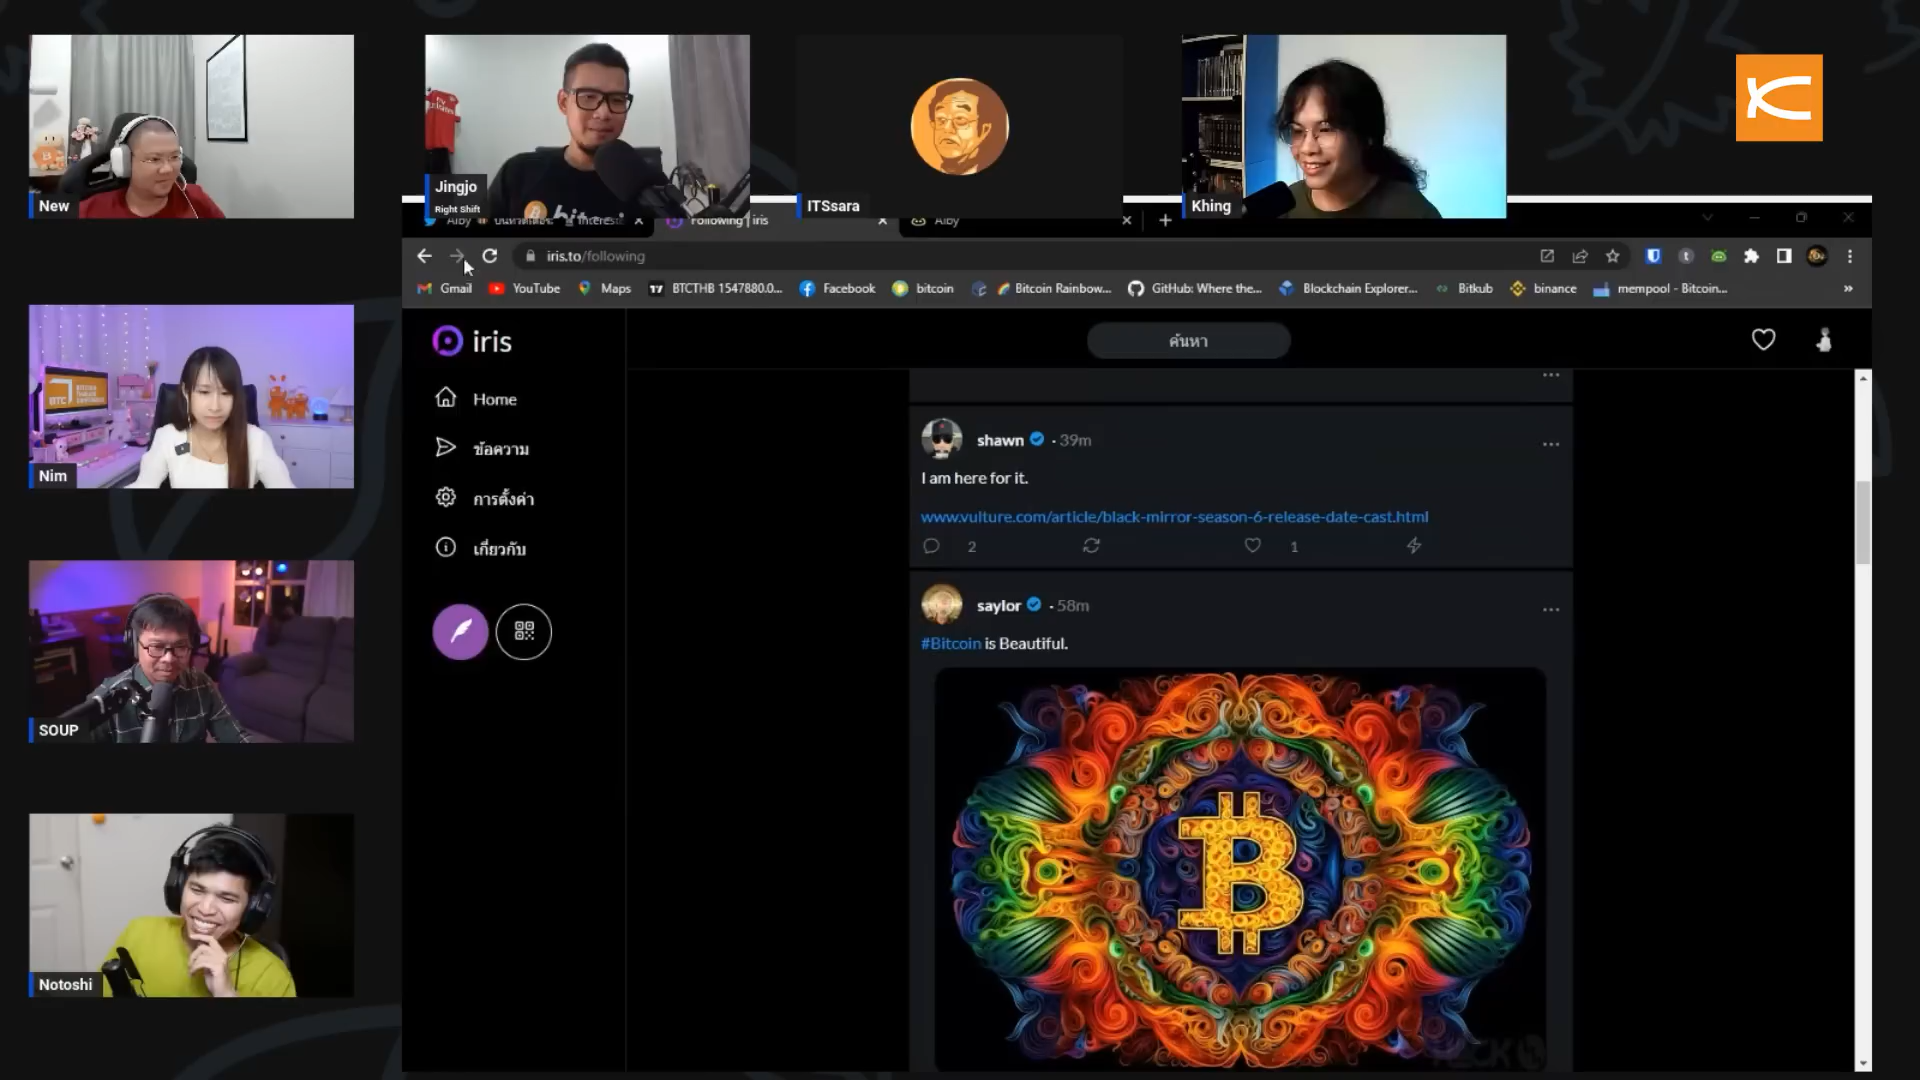 New
Jingjo
Right Shift
ITSsara
Khing
Following | iris
Alby
iris.to/following
Gmail
YouTube
Maps
BTCTHB 1547880.0...
Facebook
bitcoin
Bitcoin Rainbow...
GitHub: Where the...
Blockchain Explorer...
Bitkub
binance
mempool - Bitcoin...
»
iris
ค้นหา
Home
ข้อความ
การตั้งค่า
เกี่ยวกับ
shawn · 39m
I am here for it.
www.vulture.com/article/black-mirror-season-6-release-date-cast.html
2
1
saylor · 58m
#Bitcoin is Beautiful.
Nim
SOUP
Notoshi